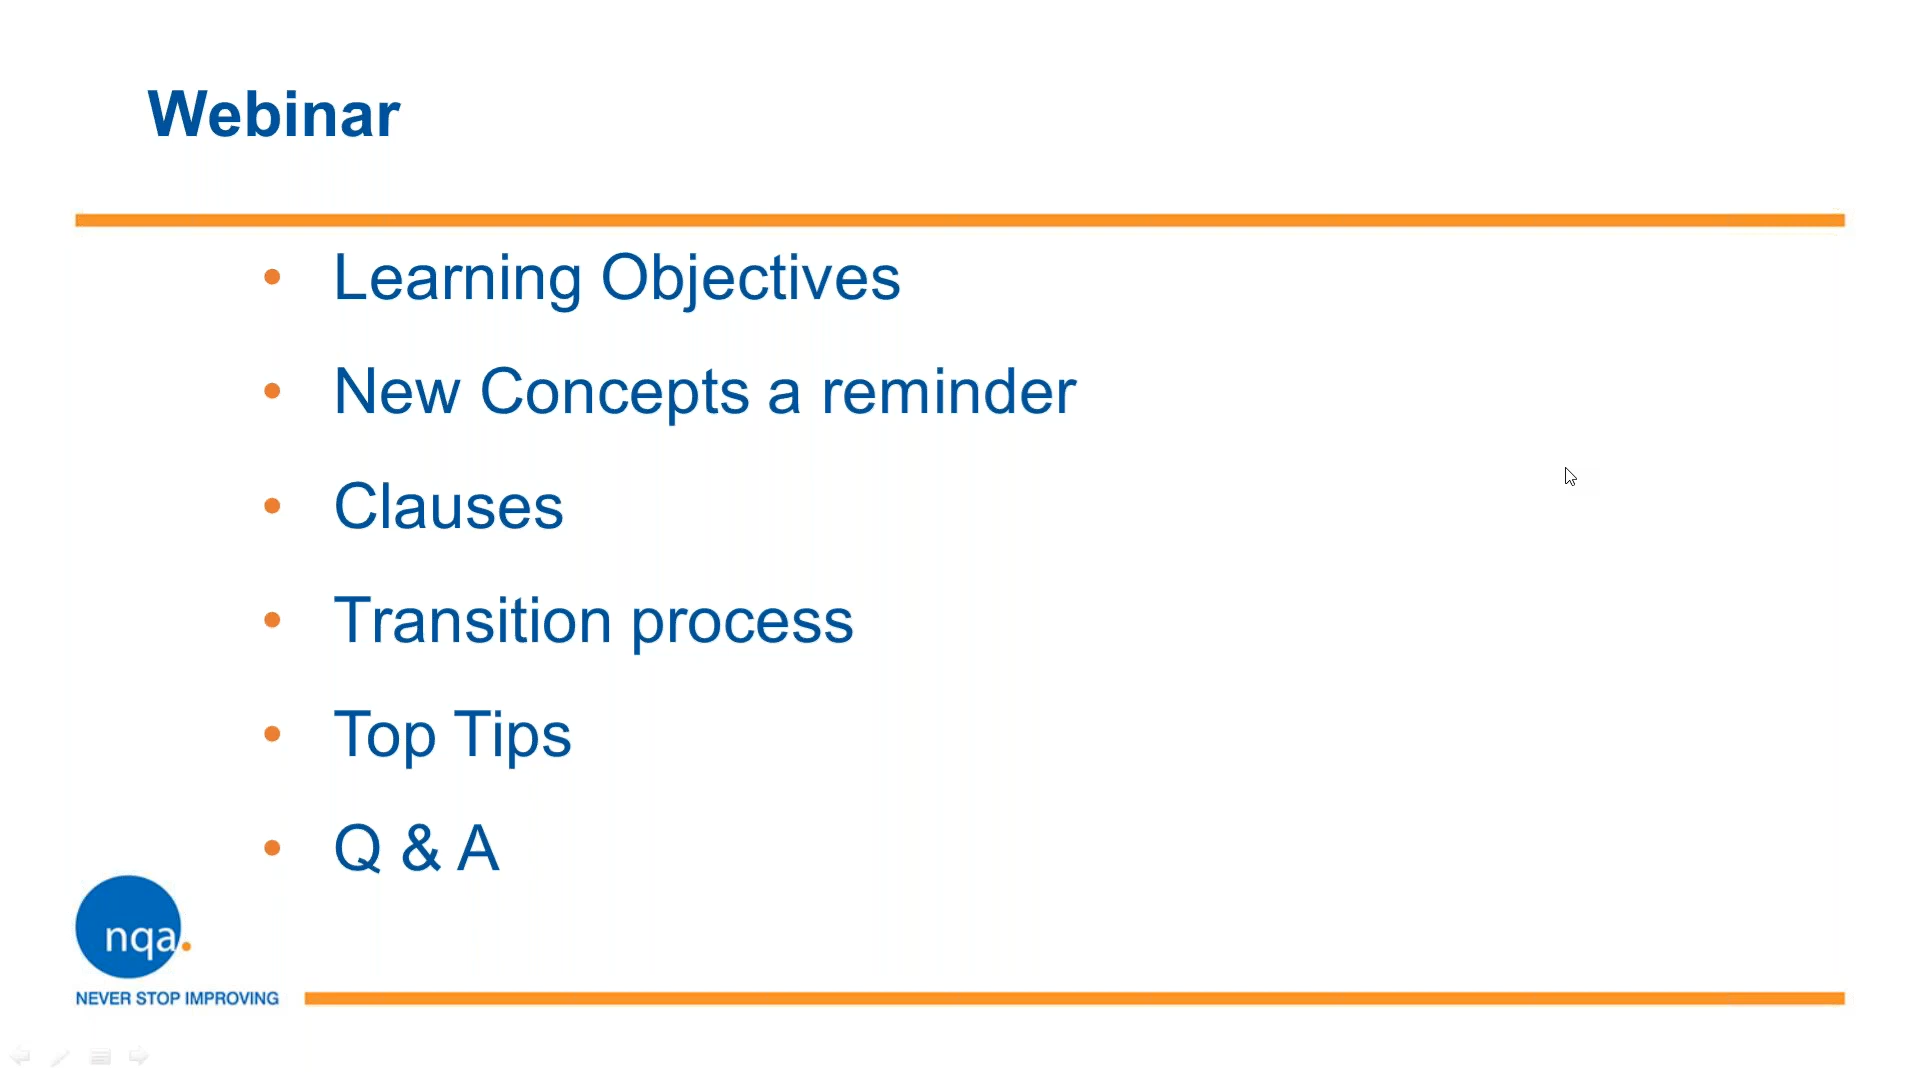 Webinar
• Learning Objectives
• New Concepts a reminder
• Clauses
• Transition process
• Top Tips
• Q & A
nqa.
NEVER STOP IMPROVING